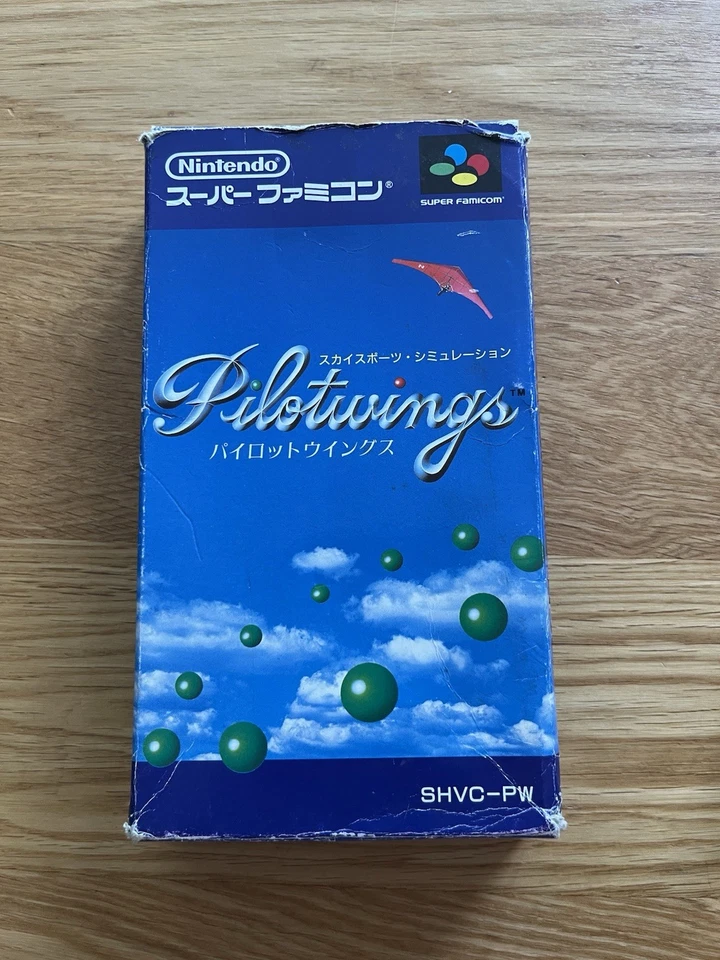 Nintendo®
スーパーファミコン®
SUPER FAMICOM®
スカイスポーツ・シミュレーション
Pilotwings™
パイロットウイングス
SHVC-PW